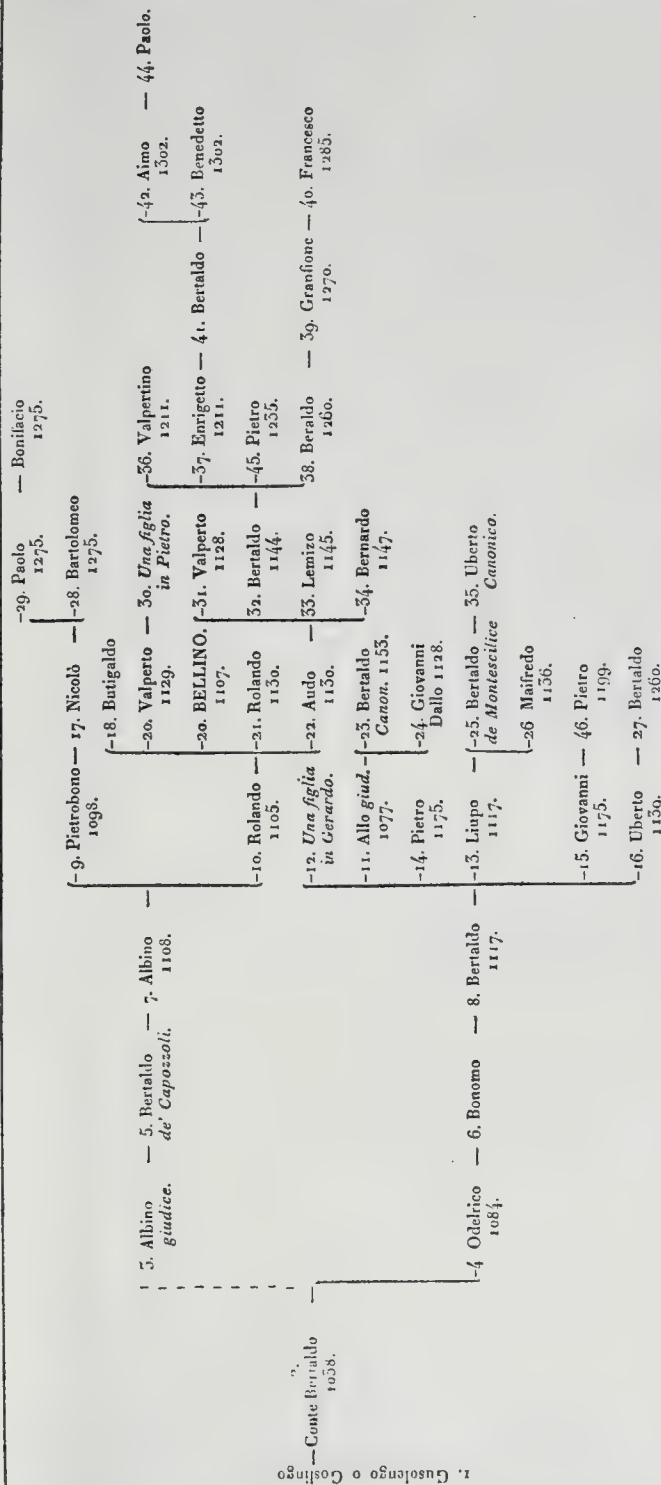 1. Gusolengo o Goslingo
—Conte Bertaldo
1038.
3. Albino — 5. Bertaldo — 7. Albino
giudice. de' Capozzoli. 1108.
-4 Odelrico — 6. Bonomo — 8. Bertaldo
1084. 1117.
-9. Pietrobono — 17. Nicolò
1098.
-29. Paolo — Bonifacio
1275. 1275.
-28. Bartolomeo
1275.
-18. Butigaldo
-20. Valperto — 30. Una figlia
1129. in Pietro.
-20. BELLINO.
1107.
-10. Rolando — -21. Rolando
1105. 1130.
-22. Audo
1130.
-31. Valperto
1128.
32. Bertaldo
1144.
33. Lemizo
1145.
-34. Bernardo
1147.
-36. Valpertino
1211.
-37. Enrigetto — 41. Bertaldo
1211.
-42. Aimo — 44. Paolo.
1302.
-43. Benedetto
1302.
-45. Pietro
1235.
38. Beraldo — 39. Granfione — 40. Francesco
1260. 1270. 1285.
-12. Una figlia
in Gerardo.
-11. Allo giud. -23. Bertaldo
1077. Canon. 1153.
-24. Giovanni
Dallo 1128.
-14. Pietro
1175.
-13. Liupo — -25. Bertaldo — 35. Uberto
1117. de Montescilice Canonico.
-26 Maifredo
1136.
-15. Giovanni — 46. Pietro
1175. 1199.
-16. Uberto — 27. Bertaldo
1139. 1260.